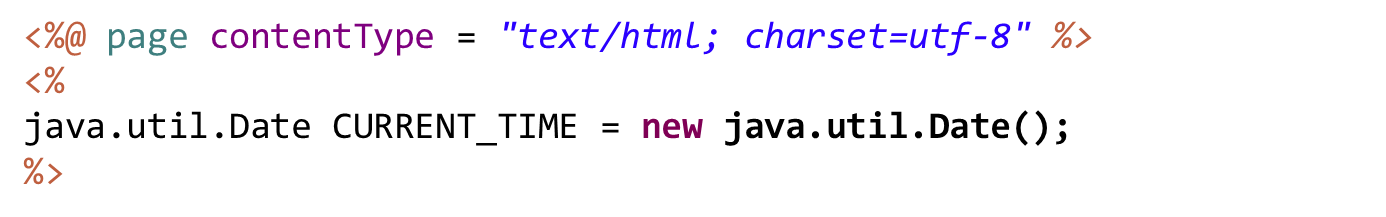 <%@ page contentType = "text/html; charset=utf-8" %>
<%
java.util.Date CURRENT_TIME = new java.util.Date();
%>